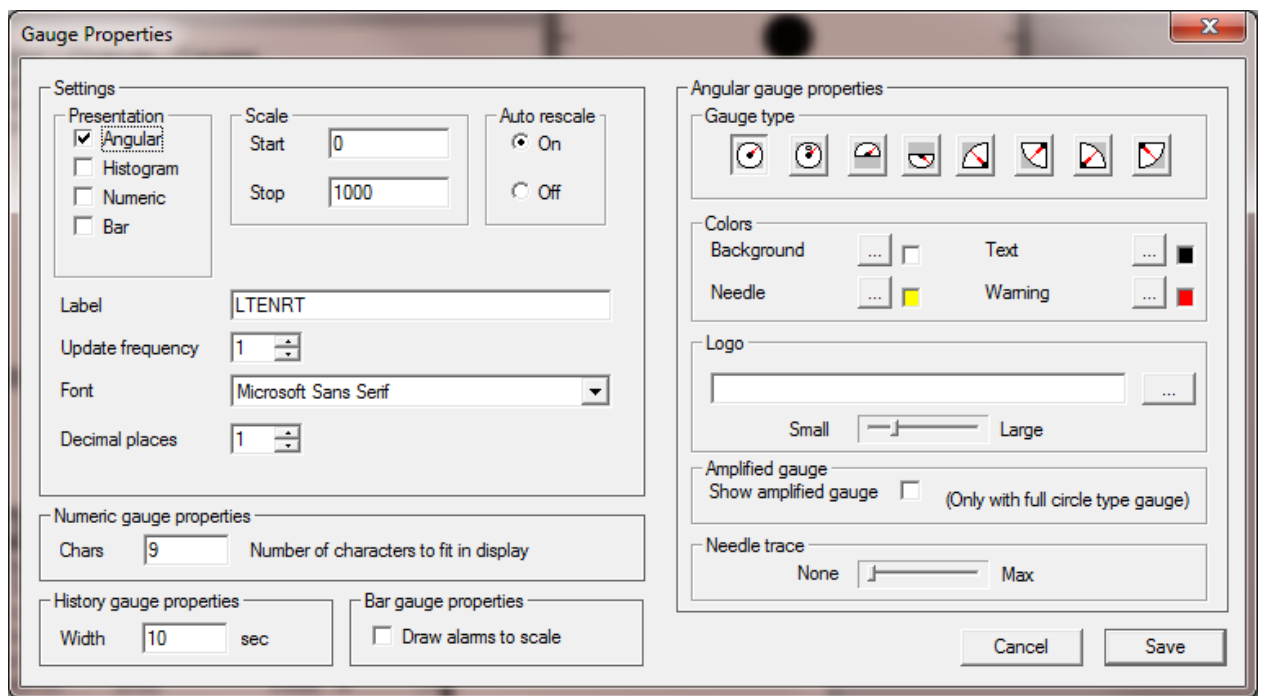 Gauge Properties
Settings
Presentation
Angular
Histogram
Numeric
Bar
Scale
Start 0
Stop 1000
Auto rescale
On
Off
Label LTENRT
Update frequency 1
Font Microsoft Sans Serif
Decimal places 1
Numeric gauge properties
Chars 9 Number of characters to fit in display
History gauge properties
Width 10 sec
Bar gauge properties
Draw alarms to scale
Angular gauge properties
Gauge type
Colors
Background ... Text ...
Needle ... Warning ...
Logo
...
Small Large
Amplified gauge
Show amplified gauge (Only with full circle type gauge)
Needle trace
None Max
Cancel Save